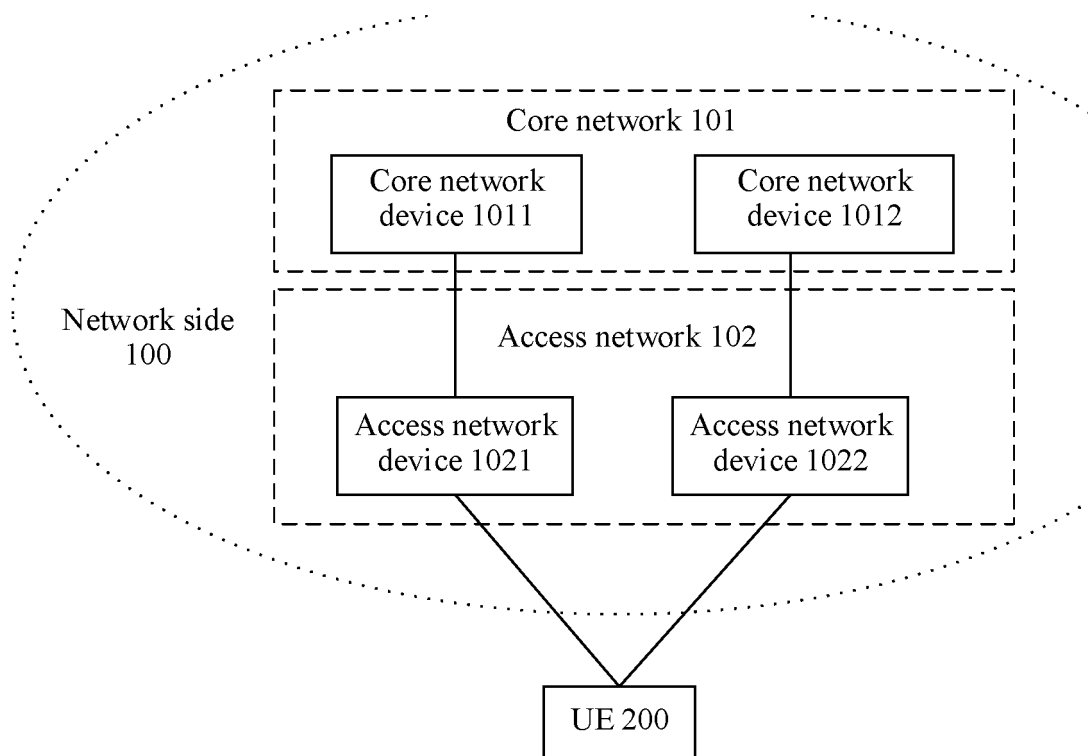 Core network 101
Core network
device 1011
Core network
device 1012
Network side
100
Access network 102
Access network
device 1021
Access network
device 1022
UE 200